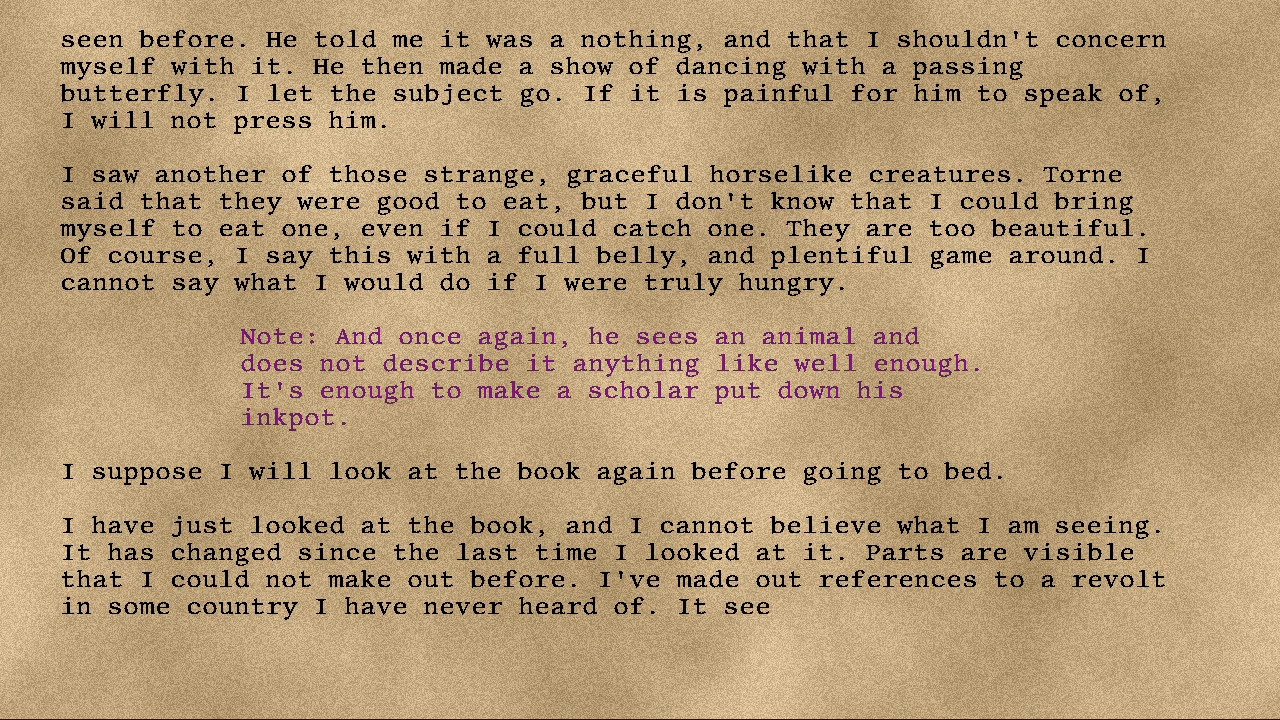 seen before. He told me it was a nothing, and that I shouldn't concern
myself with it. He then made a show of dancing with a passing
butterfly. I let the subject go. If it is painful for him to speak of,
I will not press him.
I saw another of those strange, graceful horselike creatures. Torne
said that they were good to eat, but I don't know that I could bring
myself to eat one, even if I could catch one. They are too beautiful.
Of course, I say this with a full belly, and plentiful game around. I
cannot say what I would do if I were truly hungry.
Note: And once again, he sees an animal and
does not describe it anything like well enough.
It's enough to make a scholar put down his
inkpot.
I suppose I will look at the book again before going to bed.
I have just looked at the book, and I cannot believe what I am seeing.
It has changed since the last time I looked at it. Parts are visible
that I could not make out before. I've made out references to a revolt
in some country I have never heard of. It see